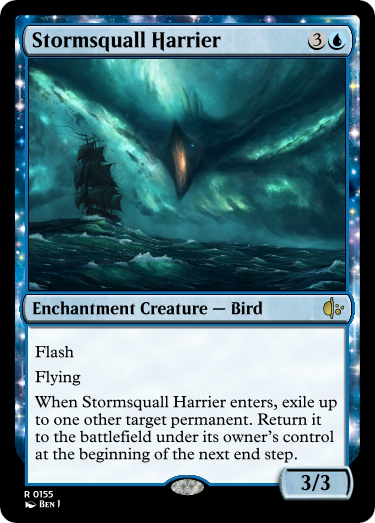 Stormsquall Harrier 3
Enchantment Creature — Bird
Flash
Flying
When Stormsquall Harrier enters, exile up
to one other target permanent. Return it
to the battlefield under its owner's control
at the beginning of the next end step.
3/3
R 0155
Ben J